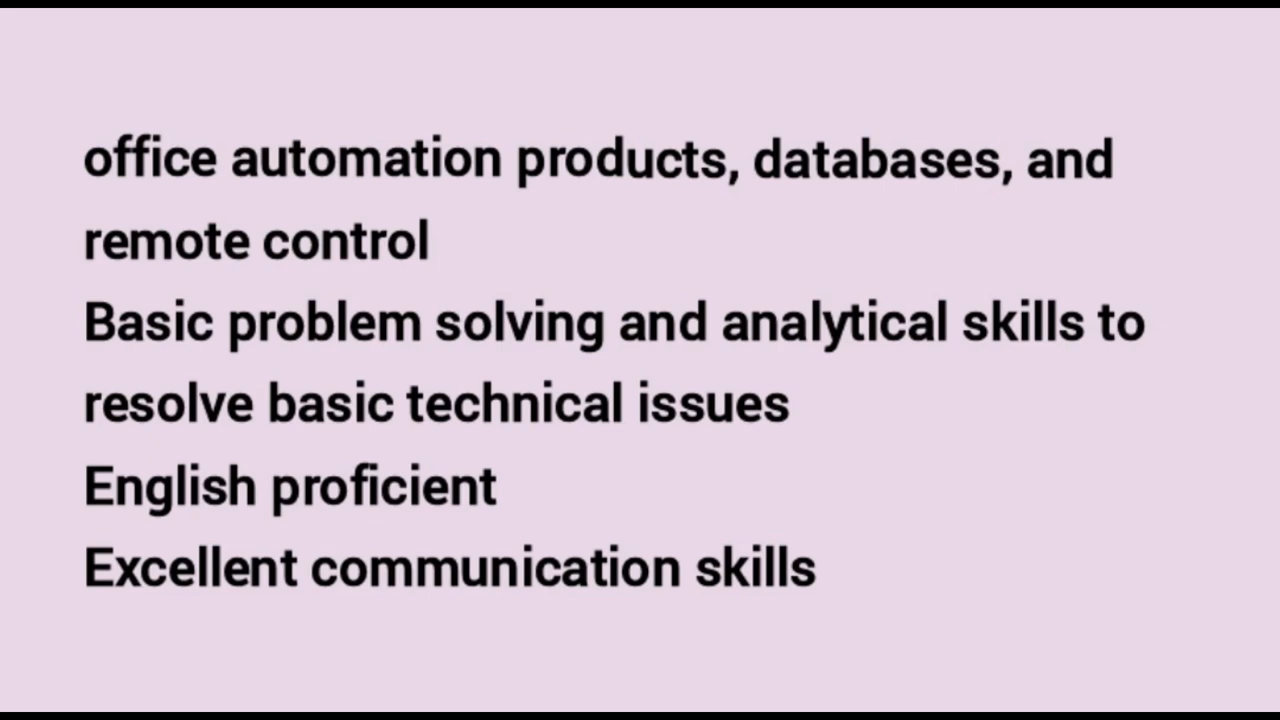 office automation products, databases, and
remote control
Basic problem solving and analytical skills to
resolve basic technical issues
English proficient
Excellent communication skills